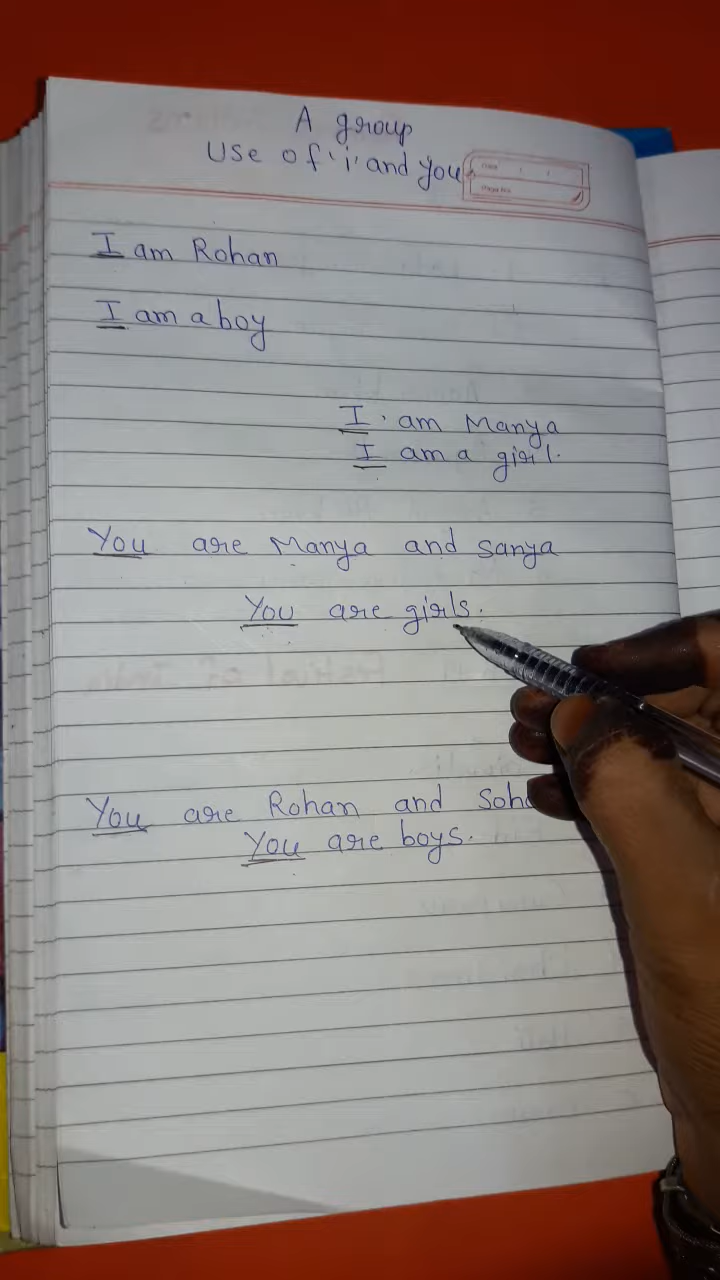 A group
Use of 'i' and You
I am Rohan
I am a boy
I am Manya
I am a girl.
You are Manya and Sanya
You are girls.
You are Rohan and
You are boys.